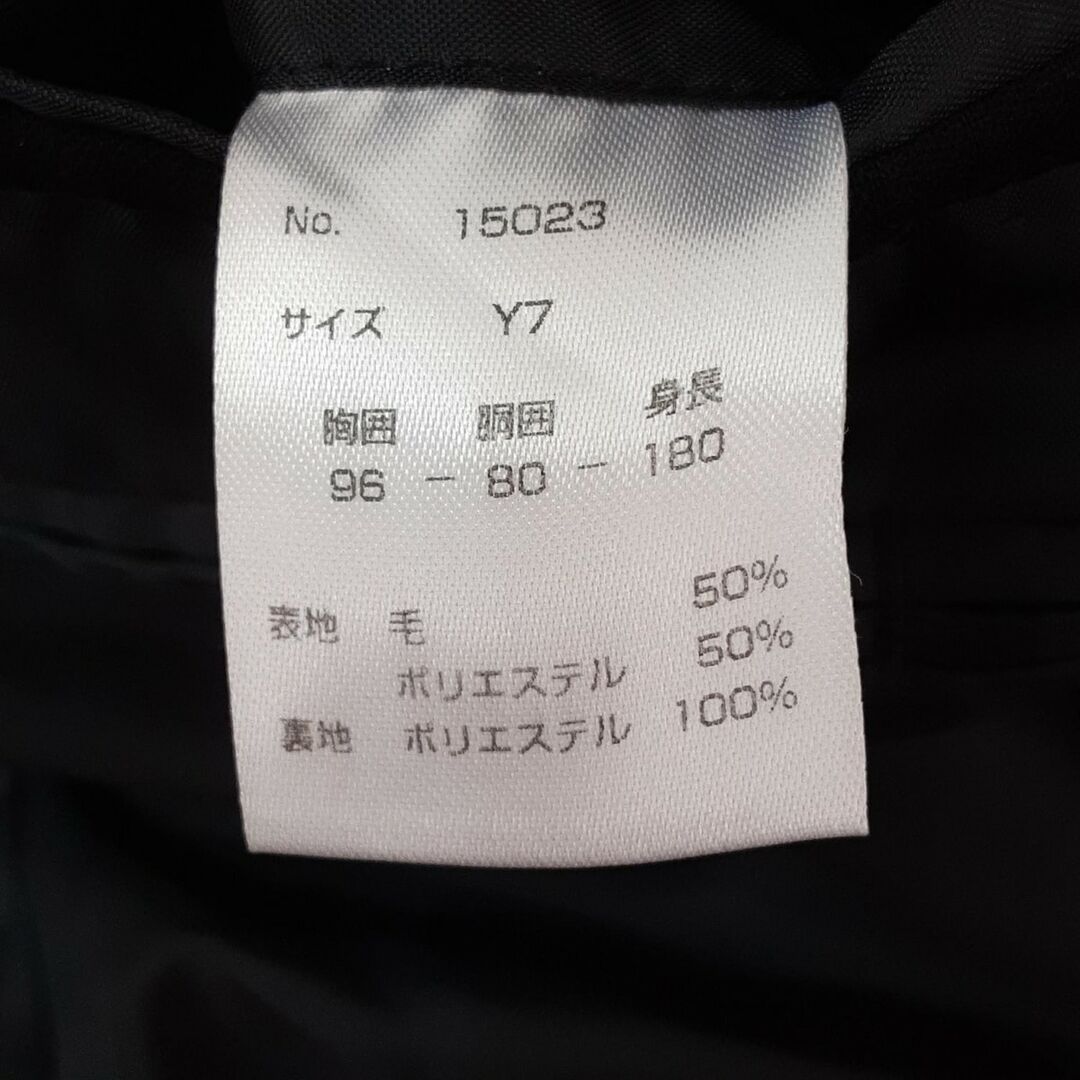 No. 15023
サイズ Y7
胸囲 胴囲 身長
96 － 80 － 180
表地 毛 50%
ポリエステル 50%
裏地 ポリエステル 100%